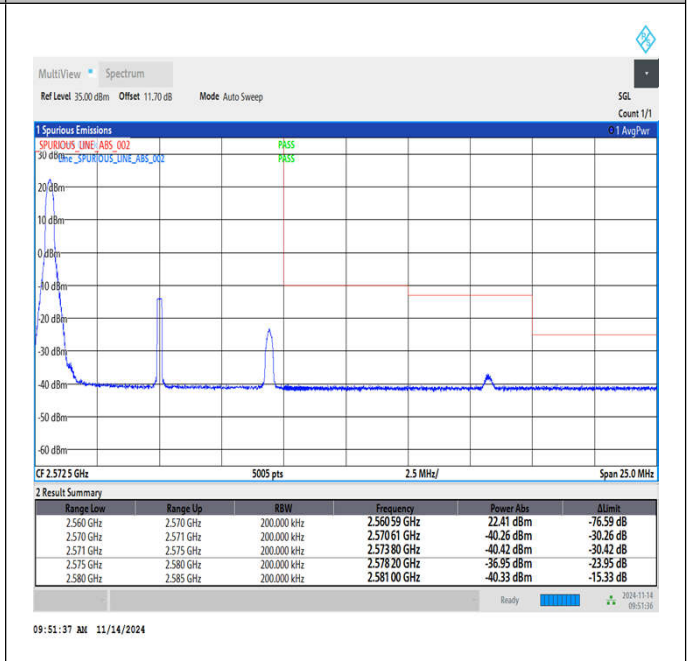 MultiView Spectrum
Ref Level 35.00 dBm Offset 11.70 dB Mode Auto Sweep SGL
Count 1/1
1 Spurious Emissions 1 AvgPwr
SPURIOUS_LINE_ABS_002 PASS
30 dBm Line _SPURIOUS_LINE_ABS_002 PASS
20 dBm
10 dBm
0 dBm
-10 dBm
-20 dBm
-30 dBm
-40 dBm
-50 dBm
-60 dBm
CF 2.5725 GHz 5005 pts 2.5 MHz/ Span 25.0 MHz
2 Result Summary
Range Low Range Up RBW Frequency Power Abs ΔLimit
2.560 GHz 2.570 GHz 200.000 kHz 2.56059 GHz 22.41 dBm -76.59 dB
2.570 GHz 2.571 GHz 200.000 kHz 2.57061 GHz -40.26 dBm -30.26 dB
2.571 GHz 2.575 GHz 200.000 kHz 2.57380 GHz -40.42 dBm -30.42 dB
2.575 GHz 2.580 GHz 200.000 kHz 2.57820 GHz -36.95 dBm -23.95 dB
2.580 GHz 2.585 GHz 200.000 kHz 2.58100 GHz -40.33 dBm -15.33 dB
Ready 2024-11-14
09:51:36
09:51:37 AM 11/14/2024